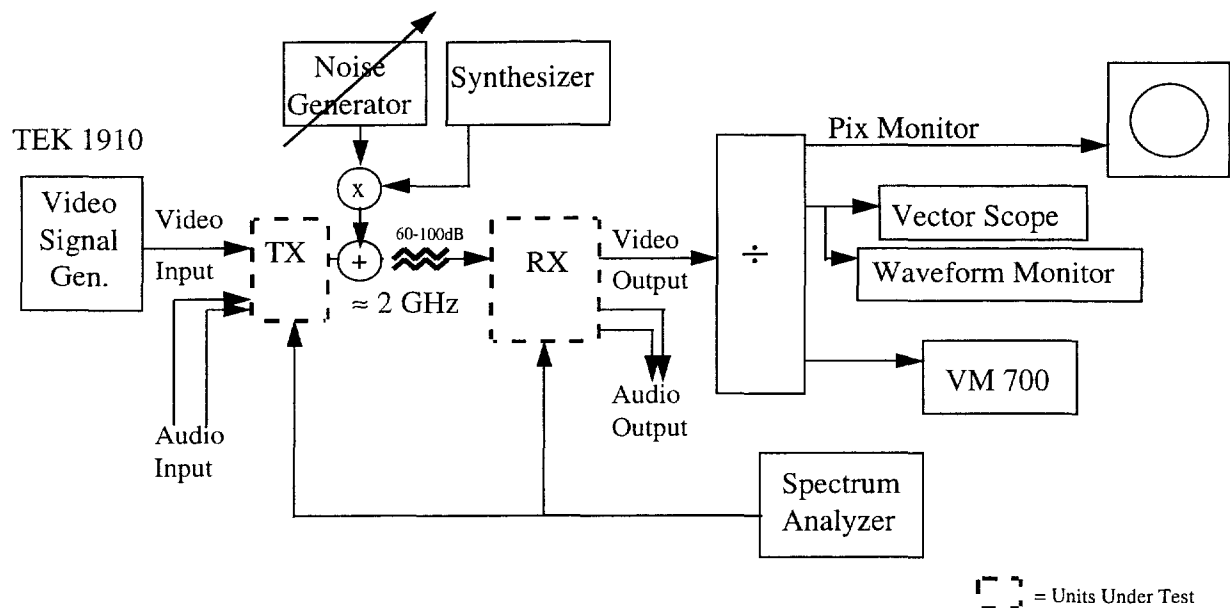 Noise
Generator
Synthesizer
TEK 1910
Pix Monitor
Video
Signal
Gen.
Video
Input
TX
x
+
60-100dB
≈ 2 GHz
RX
Video
Output
÷
Vector Scope
Waveform Monitor
VM 700
Audio
Input
Audio
Output
Spectrum
Analyzer
= Units Under Test